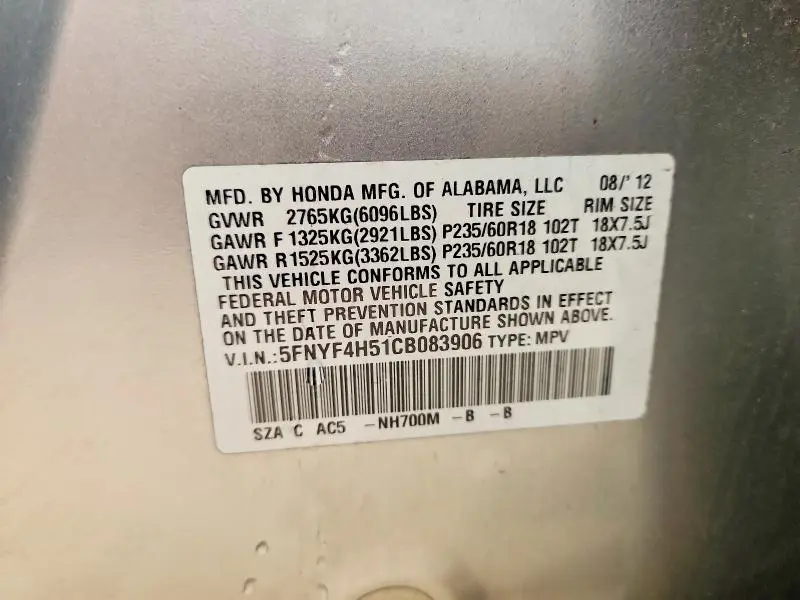 MFD. BY HONDA MFG. OF ALABAMA, LLC 08/' 12
GVWR 2765KG(6096LBS) TIRE SIZE RIM SIZE
GAWR F 1325KG(2921LBS) P235/60R18 102T 18X7.5J
GAWR R1525KG(3362LBS) P235/60R18 102T 18X7.5J
THIS VEHICLE CONFORMS TO ALL APPLICABLE
FEDERAL MOTOR VEHICLE SAFETY
AND THEFT PREVENTION STANDARDS IN EFFECT
ON THE DATE OF MANUFACTURE SHOWN ABOVE.
V.I.N.:5FNYF4H51CB083906 TYPE: MPV
SZA C AC5 -NH700M -B -B